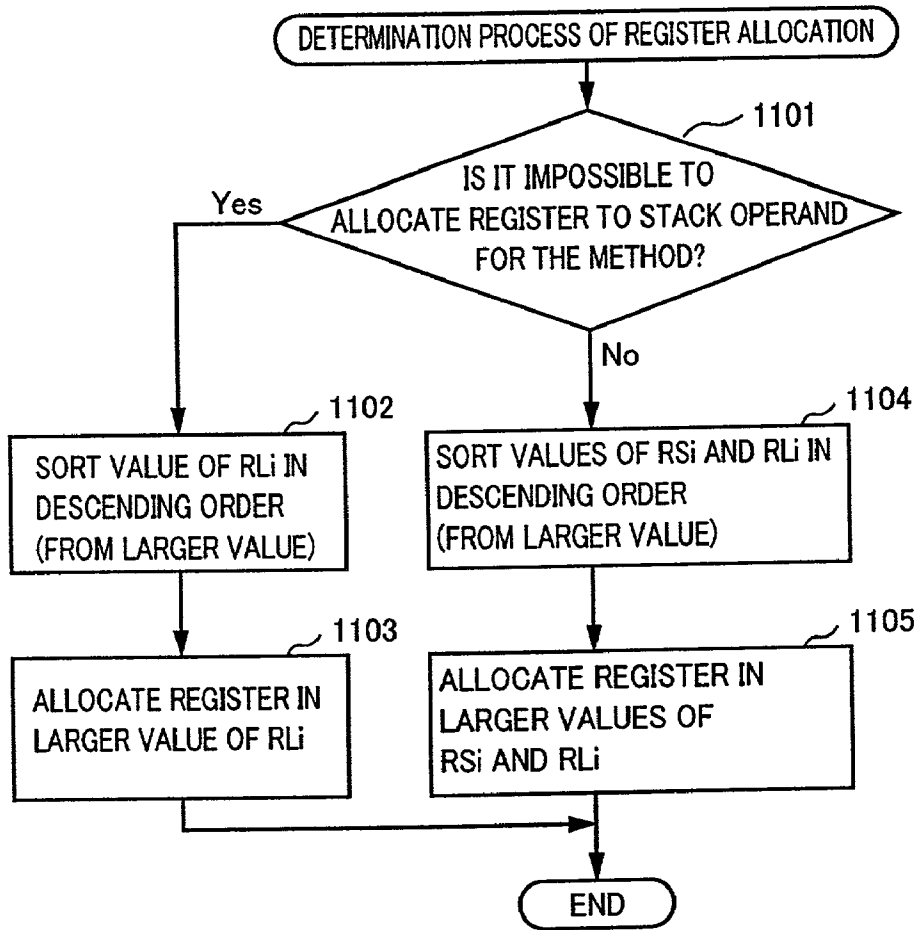 DETERMINATION PROCESS OF REGISTER ALLOCATION
1101
IS IT IMPOSSIBLE TO
ALLOCATE REGISTER TO STACK OPERAND
FOR THE METHOD?
Yes
No
1102
SORT VALUE OF RLi IN
DESCENDING ORDER
(FROM LARGER VALUE)
1104
SORT VALUES OF RSi AND RLi IN
DESCENDING ORDER
(FROM LARGER VALUE)
1103
ALLOCATE REGISTER IN
LARGER VALUE OF RLi
1105
ALLOCATE REGISTER IN
LARGER VALUES OF
RSi AND RLi
END